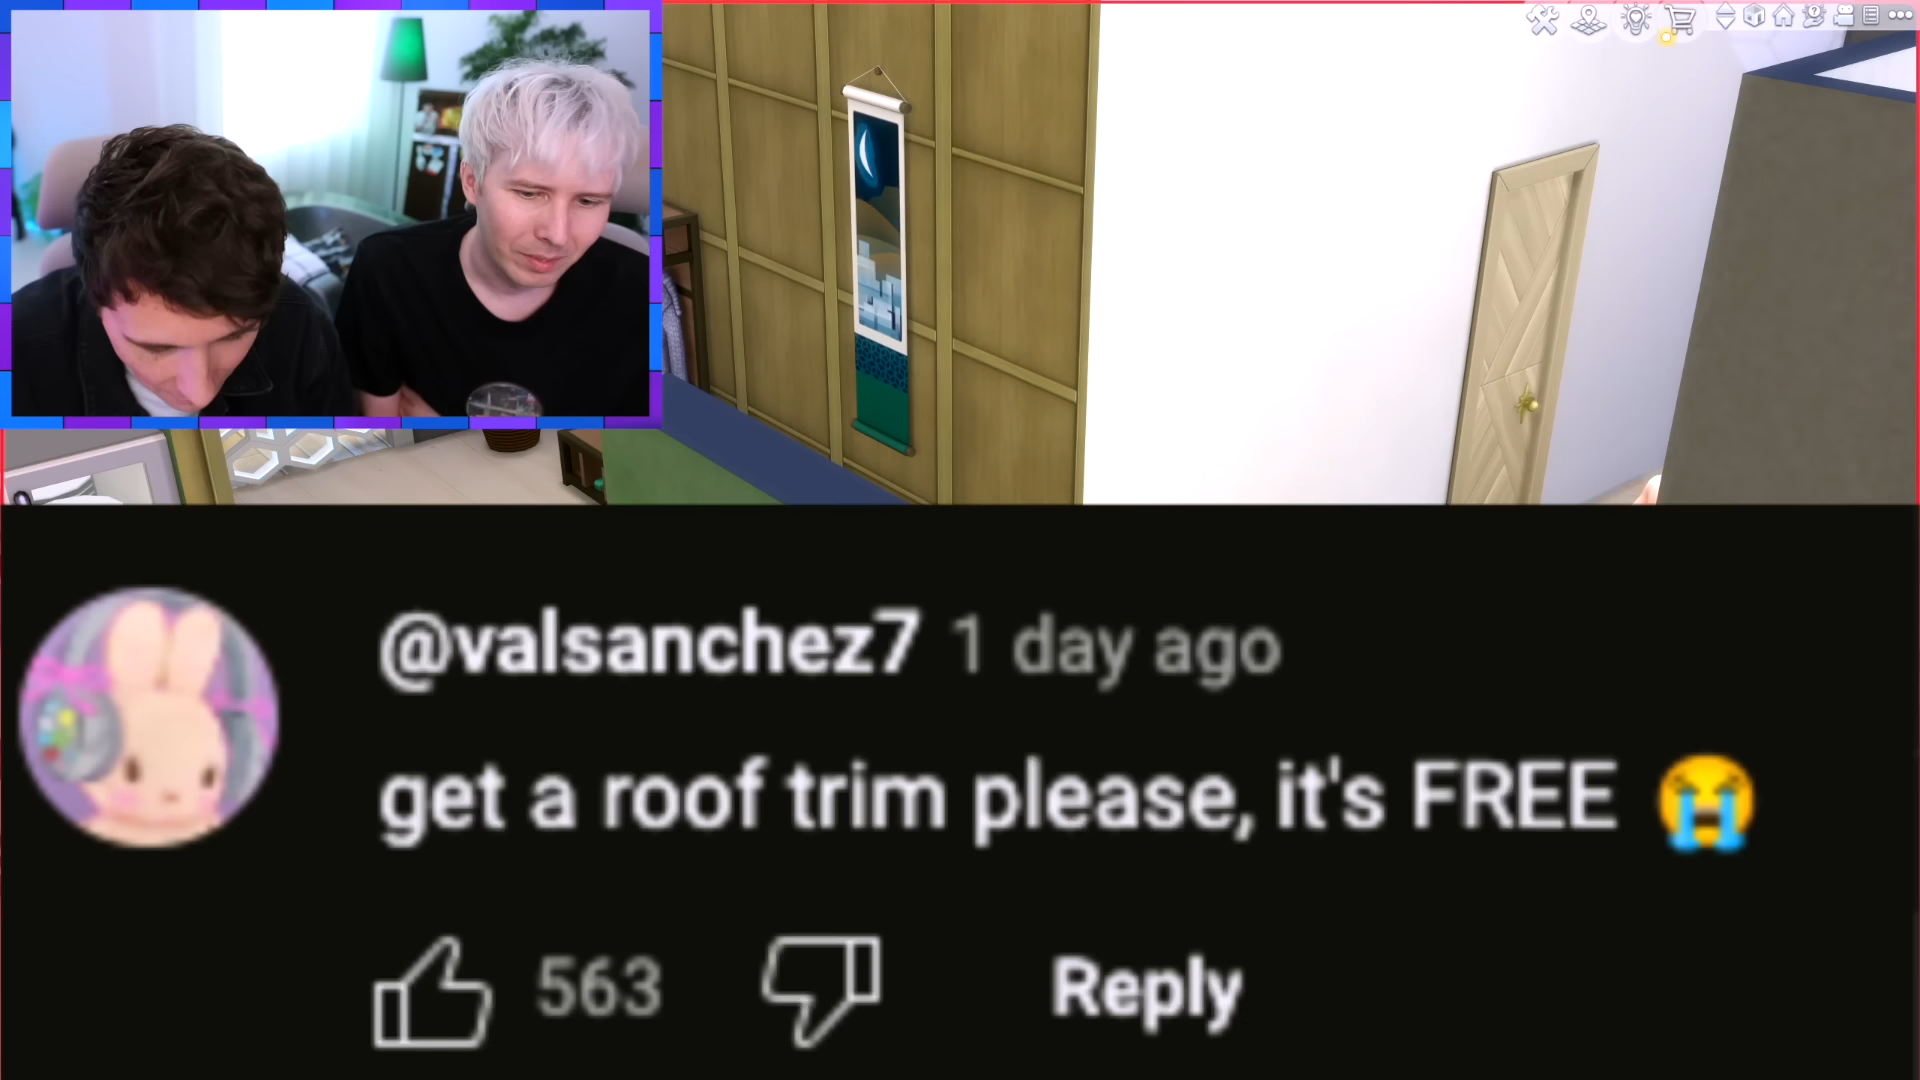 @valsanchez7 1 day ago
get a roof trim please, it's FREE 😭
563 Reply